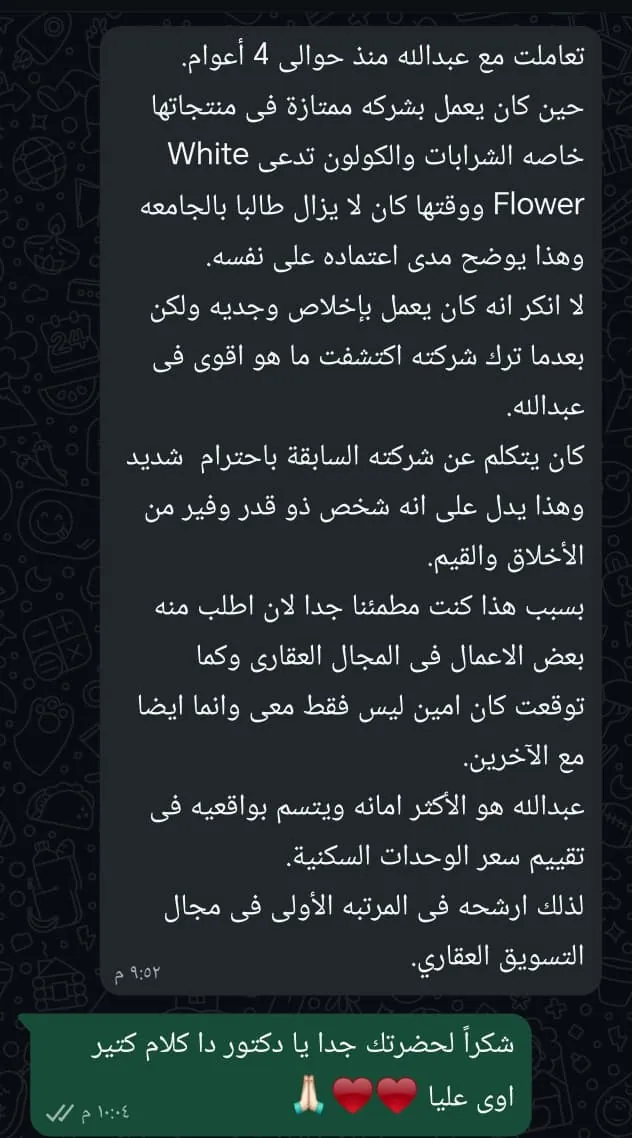 تعاملت مع عبدالله منذ حوالى 4 أعوام.
حين كان يعمل بشركه ممتازة فى منتجاتها
خاصه الشرابات والكولون تدعى White
Flower ووقتها كان لا يزال طالبا بالجامعه
وهذا يوضح مدى اعتماده على نفسه.
لا انكر انه كان يعمل بإخلاص وجديه ولكن
بعدما ترك شركته اكتشفت ما هو اقوى فى
عبدالله.
كان يتكلم عن شركته السابقة باحترام شديد
وهذا يدل على انه شخص ذو قدر وفير من
الأخلاق والقيم.
بسبب هذا كنت مطمئنا جدا لان اطلب منه
بعض الاعمال فى المجال العقارى وكما
توقعت كان امين ليس فقط معى وانما ايضا
مع الآخرين.
عبدالله هو الأكثر امانه ويتسم بواقعيه فى
تقييم سعر الوحدات السكنية.
لذلك ارشحه فى المرتبه الأولى فى مجال
التسويق العقاري.
٩:٥٢ م
شكراً لحضرتك جدا يا دكتور دا كلام كتير
اوى عليا ❤️❤️🙏🏻
١٠:٠٤ م